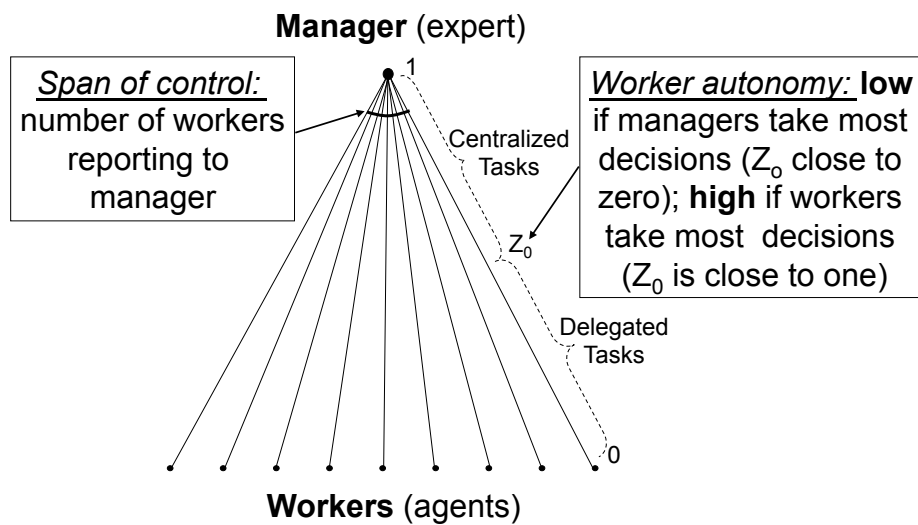 Manager (expert)
1
Span of control:
number of workers
reporting to
manager
Worker autonomy: low
if managers take most
decisions (Zo close to
zero); high if workers
take most decisions
(Z0 is close to one)
Centralized
Tasks
Z0
Delegated
Tasks
0
Workers (agents)